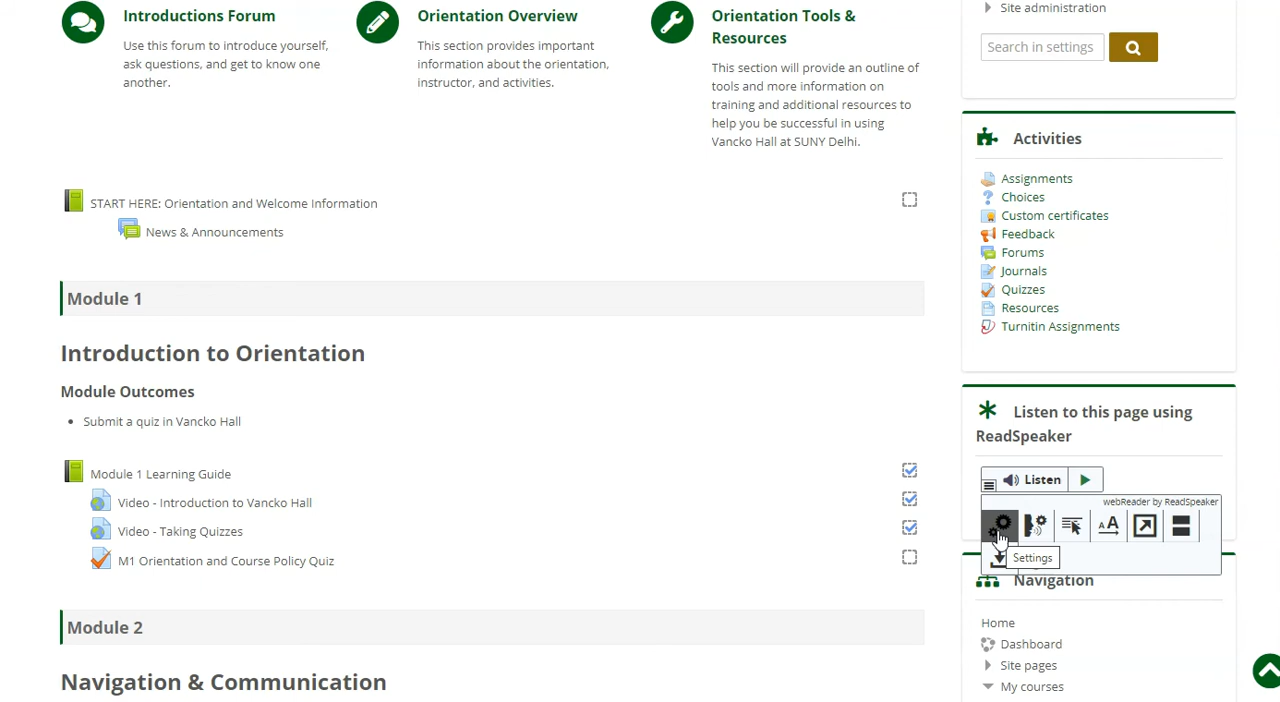 Introductions Forum
Use this forum to introduce yourself,
ask questions, and get to know one
another.
Orientation Overview
This section provides important
information about the orientation,
instructor, and activities.
Orientation Tools &
Resources
This section will provide an outline of
tools and more information on
training and additional resources to
help you be successful in using
Vancko Hall at SUNY Delhi.
START HERE: Orientation and Welcome Information
News & Announcements
Module 1
Introduction to Orientation
Module Outcomes
Submit a quiz in Vancko Hall
Module 1 Learning Guide
Video - Introduction to Vancko Hall
Video - Taking Quizzes
M1 Orientation and Course Policy Quiz
Module 2
Navigation & Communication
Site administration
Search in settings
Activities
Assignments
Choices
Custom certificates
Feedback
Forums
Journals
Quizzes
Resources
Turnitin Assignments
Listen to this page using
ReadSpeaker
Listen
webReader by ReadSpeaker
AA
Settings
Navigation
Home
Dashboard
Site pages
My courses